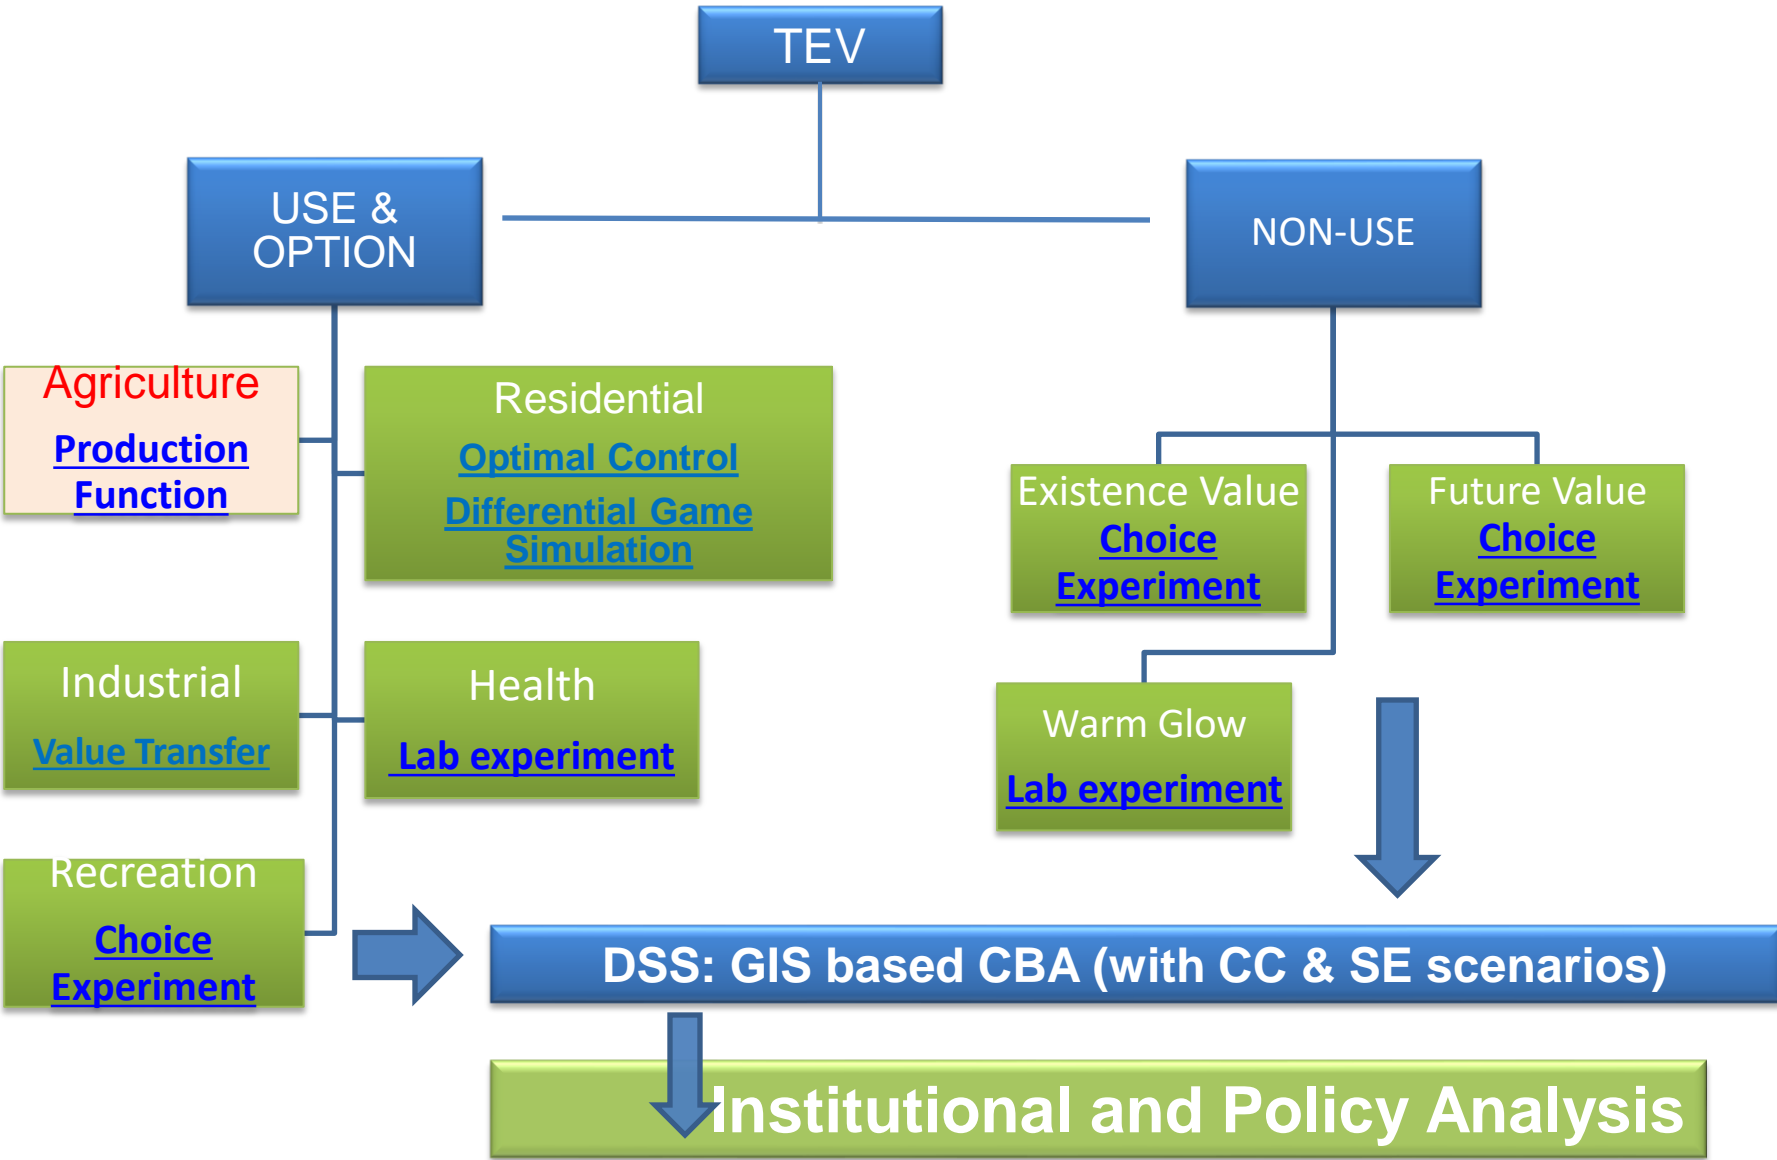 TEV
USE &
OPTION
NON-USE
Agriculture
Production
Function
Residential
Optimal Control
Differential Game
Simulation
Existence Value
Choice
Experiment
Future Value
Choice
Experiment
Industrial
Value Transfer
Health
Lab experiment
Warm Glow
Lab experiment
Recreation
Choice
Experiment
DSS: GIS based CBA (with CC & SE scenarios)
Institutional and Policy Analysis